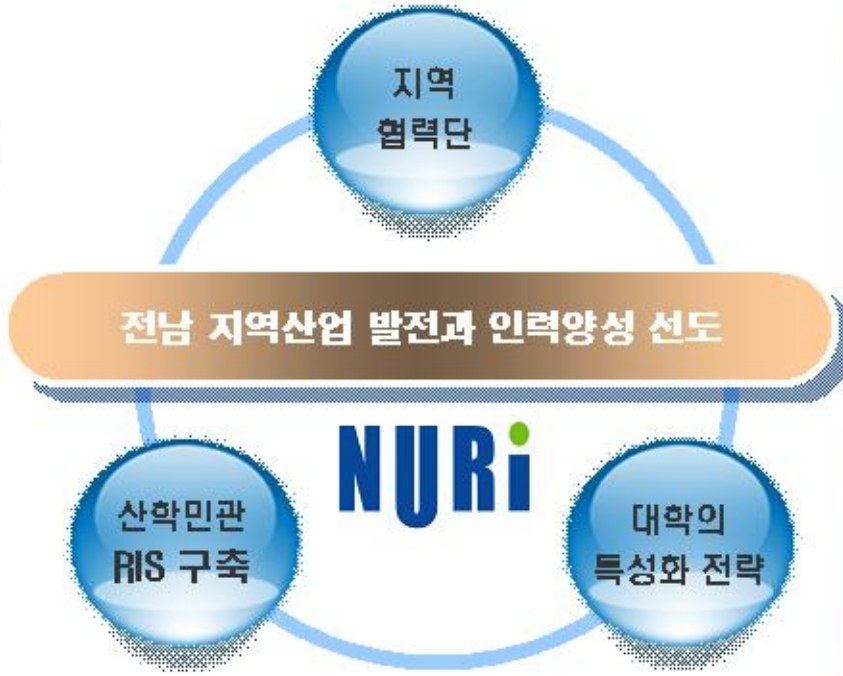 지역
협력단
전남 지역산업 발전과 인력양성 선도
NURi
산학민관
RIS 구축
대학의
특성화 전략